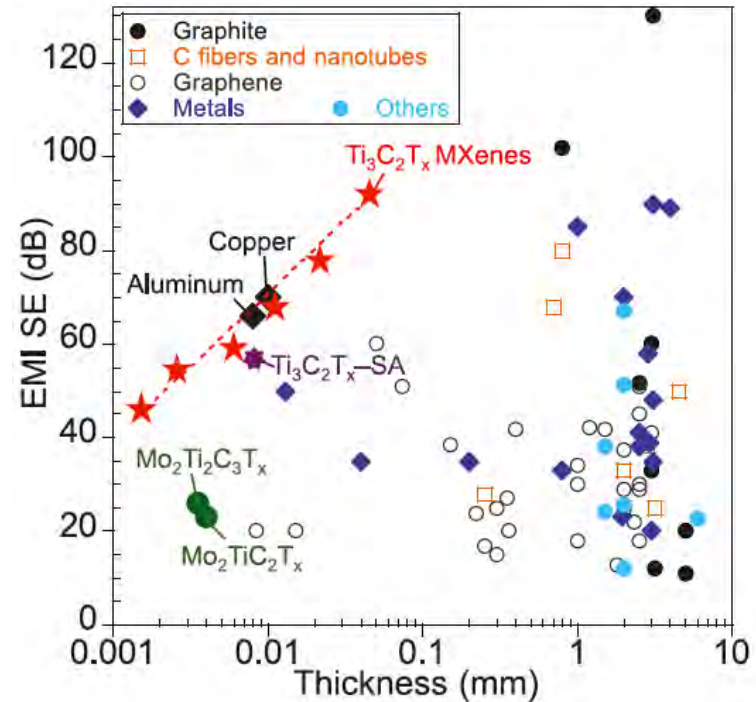 120
100
80
60
40
20
0
EMI SE (dB)
Graphite
C fibers and nanotubes
Graphene
Metals Others
Ti₃C₂Tₓ MXenes
Copper
Aluminum
Ti₃C₂Tₓ–SA
Mo₂Ti₂C₃Tₓ
Mo₂TiC₂Tₓ
0.001 0.01 0.1 1 10
Thickness (mm)